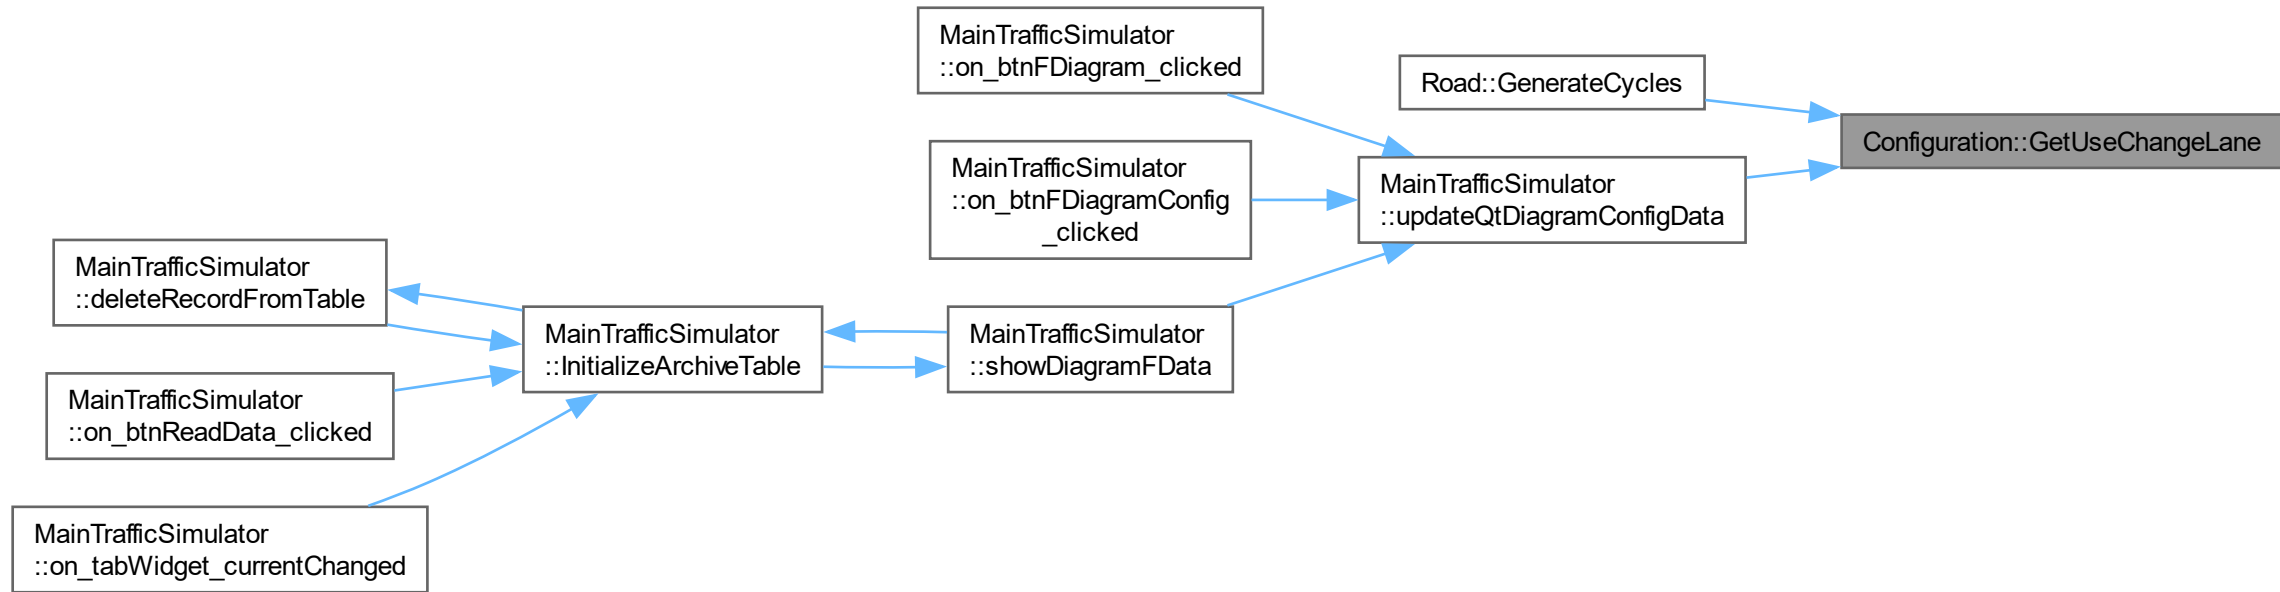 MainTrafficSimulator
::on_btnFDiagram_clicked
Road::GenerateCycles
Configuration::GetUseChangeLane
MainTrafficSimulator
::on_btnFDiagramConfig
_clicked
MainTrafficSimulator
::updateQtDiagramConfigData
MainTrafficSimulator
::deleteRecordFromTable
MainTrafficSimulator
::InitializeArchiveTable
MainTrafficSimulator
::showDiagramFData
MainTrafficSimulator
::on_btnReadData_clicked
MainTrafficSimulator
::on_tabWidget_currentChanged